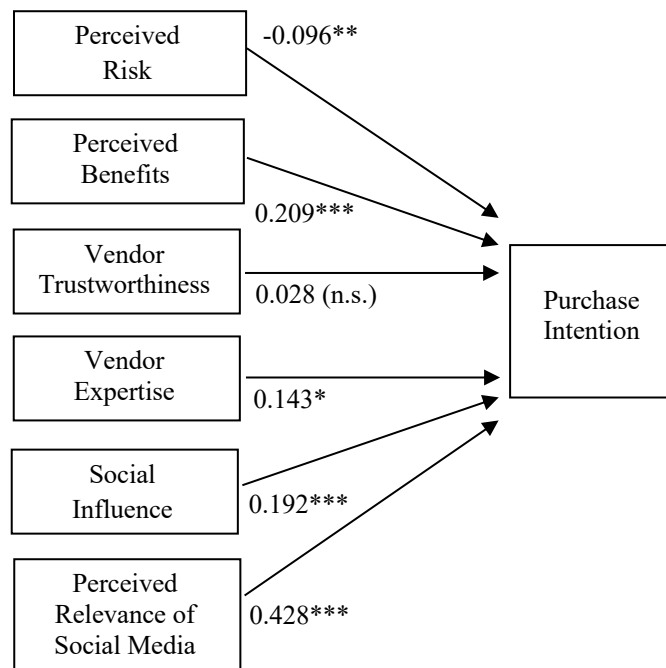 Perceived
Risk
-0.096**
Perceived
Benefits
0.209***
Vendor
Trustworthiness
0.028 (n.s.)
Purchase
Intention
Vendor
Expertise
0.143*
Social
Influence
0.192***
Perceived
Relevance of
Social Media
0.428***